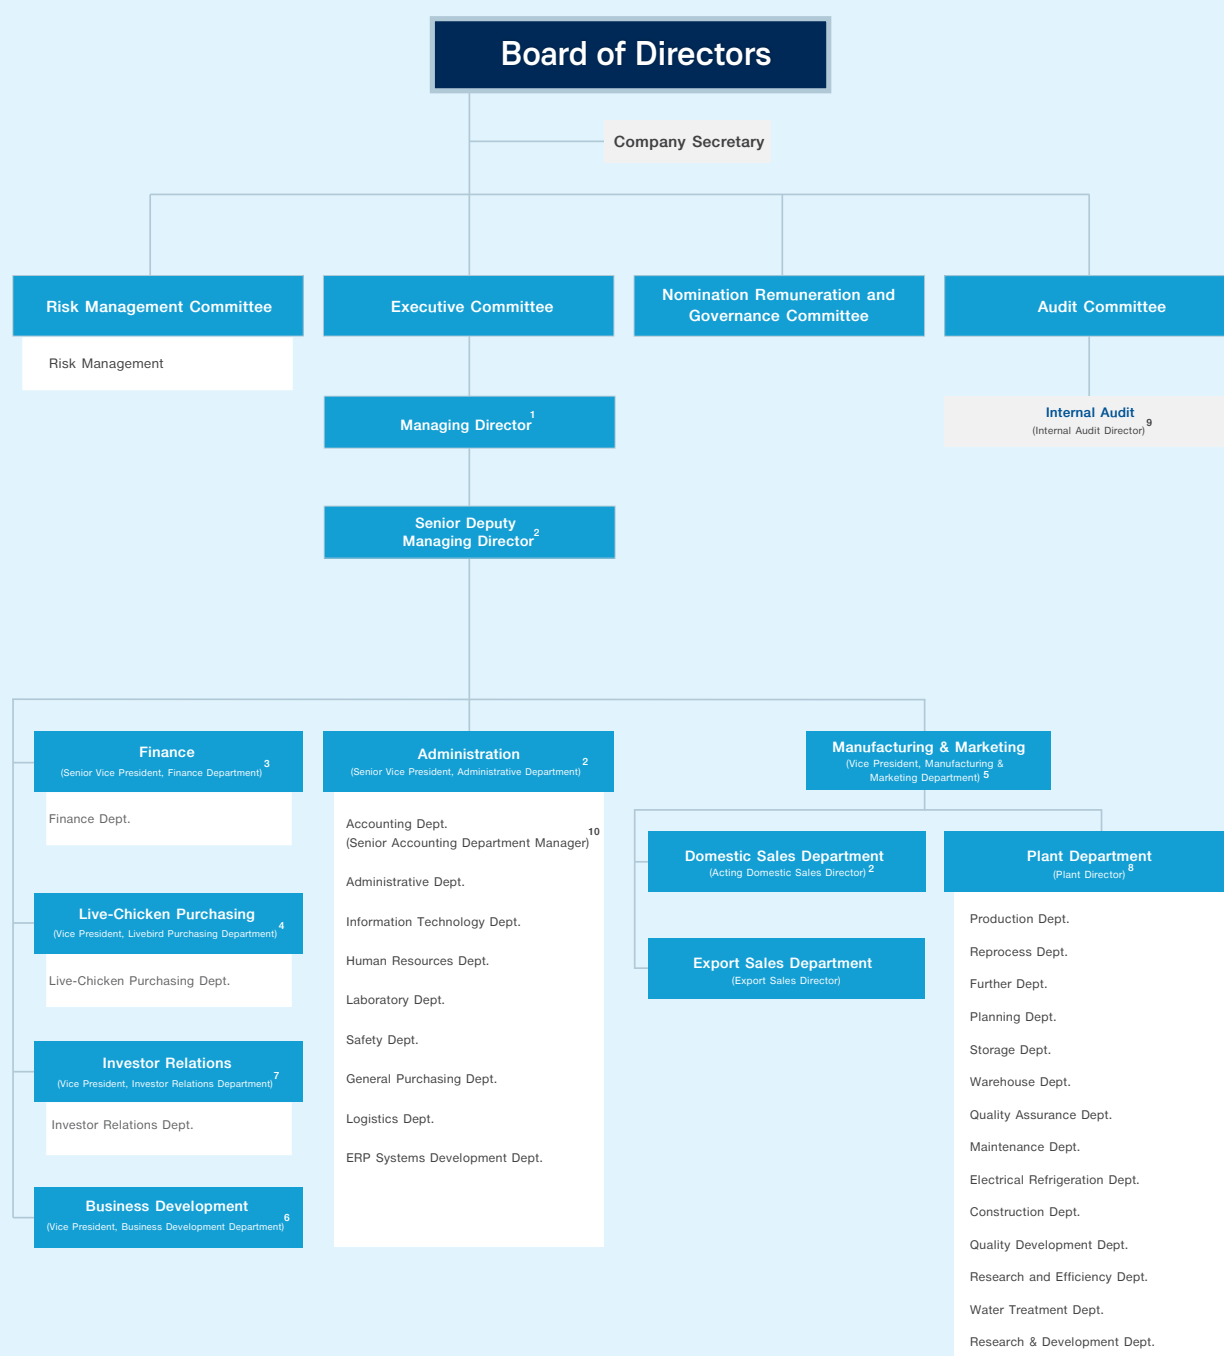 Board of Directors
Company Secretary
Risk Management Committee
Risk Management
Executive Committee
Nomination Remuneration and
Governance Committee
Audit Committee
Managing Director 1
Internal Audit
(Internal Audit Director) 9
Senior Deputy
Managing Director 2
Finance
(Senior Vice President, Finance Department) 3
Finance Dept.
Live-Chicken Purchasing
(Vice President, Livebird Purchasing Department) 4
Live-Chicken Purchasing Dept.
Investor Relations
(Vice President, Investor Relations Department) 7
Investor Relations Dept.
Business Development
(Vice President, Business Development Department) 6
Administration
(Senior Vice President, Administrative Department) 2
Accounting Dept.
(Senior Accounting Department Manager) 10
Administrative Dept.
Information Technology Dept.
Human Resources Dept.
Laboratory Dept.
Safety Dept.
General Purchasing Dept.
Logistics Dept.
ERP Systems Development Dept.
Manufacturing & Marketing
(Vice President, Manufacturing &
Marketing Department) 5
Domestic Sales Department
(Acting Domestic Sales Director) 2
Export Sales Department
(Export Sales Director)
Plant Department
(Plant Director) 8
Production Dept.
Reprocess Dept.
Further Dept.
Planning Dept.
Storage Dept.
Warehouse Dept.
Quality Assurance Dept.
Maintenance Dept.
Electrical Refrigeration Dept.
Construction Dept.
Quality Development Dept.
Research and Efficiency Dept.
Water Treatment Dept.
Research & Development Dept.